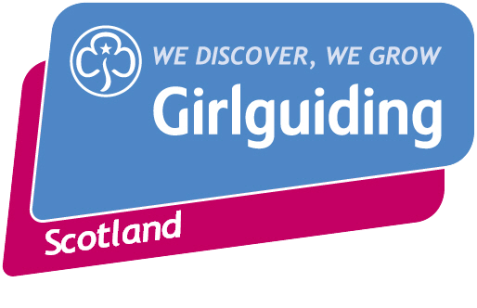 WE DISCOVER, WE GROW
Girlguiding
Scotland